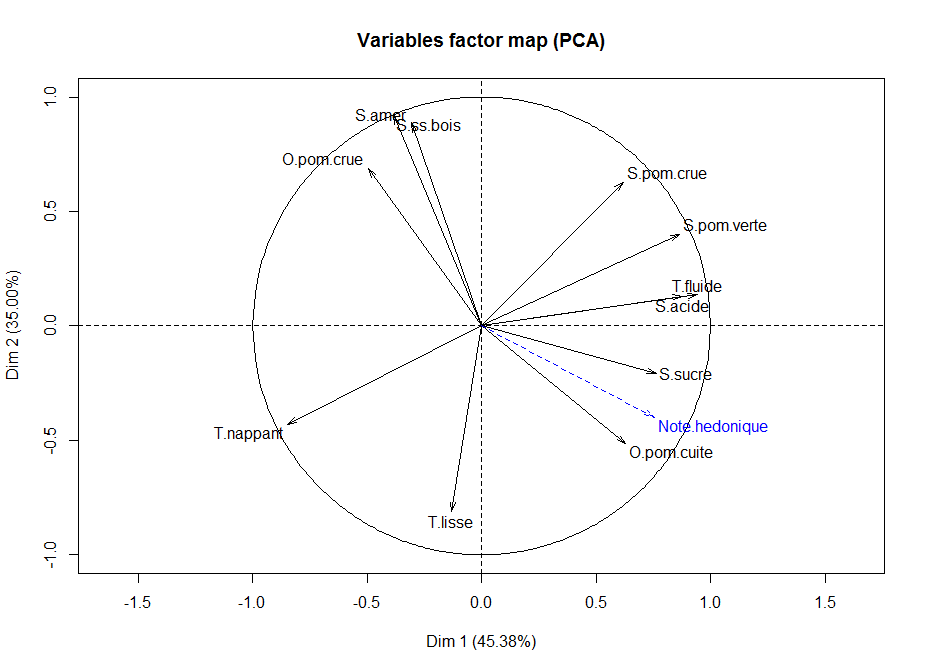 Variables factor map (PCA)
1.0
S.amer
S.ss.bois
O.pom.crue
S.pom.crue
0.5
S.pom.verte
T.fluide
S.acide
Dim 2 (35.00%)
0.0
S.sucre
Note.hedonique
T.nappant
-0.5
O.pom.cuite
T.lisse
-1.0
-1.5
-1.0
-0.5
0.0
0.5
1.0
1.5
Dim 1 (45.38%)